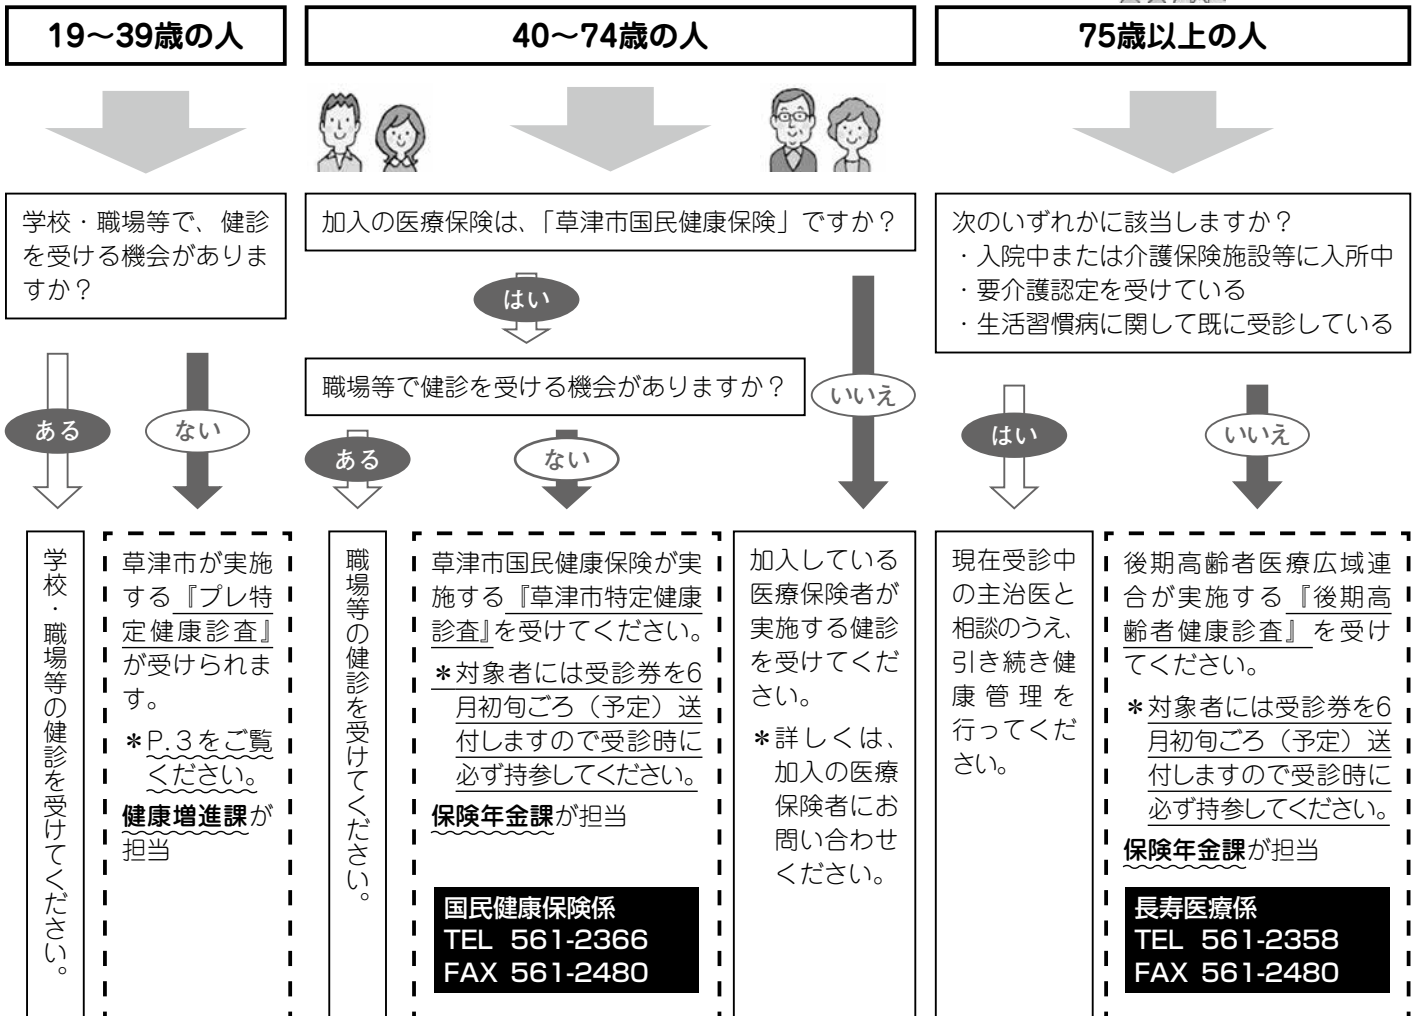 19～39歳の人
学校・職場等で、健診
を受ける機会がありま
すか？
ある
ない
学校・職場等の健診を受けてください。
草津市が実施
する『プレ特
定健康診査』
が受けられま
す。
＊P.3をご覧
ください。
健康増進課が
担当
40～74歳の人
加入の医療保険は、「草津市国民健康保険」ですか？
はい
いいえ
職場等で健診を受ける機会がありますか？
ある
ない
職場等の健診を受けてください。
草津市国民健康保険が実
施する『草津市特定健康
診査』を受けてください。
＊対象者には受診券を6
月初旬ごろ（予定）送
付しますので受診時に
必ず持参してください。
保険年金課が担当
国民健康保険係
TEL 561-2366
FAX 561-2480
加入している
医療保険者が
実施する健診
を受けてくだ
さい。
＊詳しくは、
加入の医療
保険者にお
問い合わせ
ください。
75歳以上の人
次のいずれかに該当しますか？
・入院中または介護保険施設等に入所中
・要介護認定を受けている
・生活習慣病に関して既に受診している
はい
いいえ
現在受診中
の主治医と
相談のうえ、
引き続き健
康管理を
行ってくだ
さい。
後期高齢者医療広域連
合が実施する『後期高
齢者健康診査』を受け
てください。
＊対象者には受診券を6
月初旬ごろ（予定）送
付しますので受診時に
必ず持参してください。
保険年金課が担当
長寿医療係
TEL 561-2358
FAX 561-2480